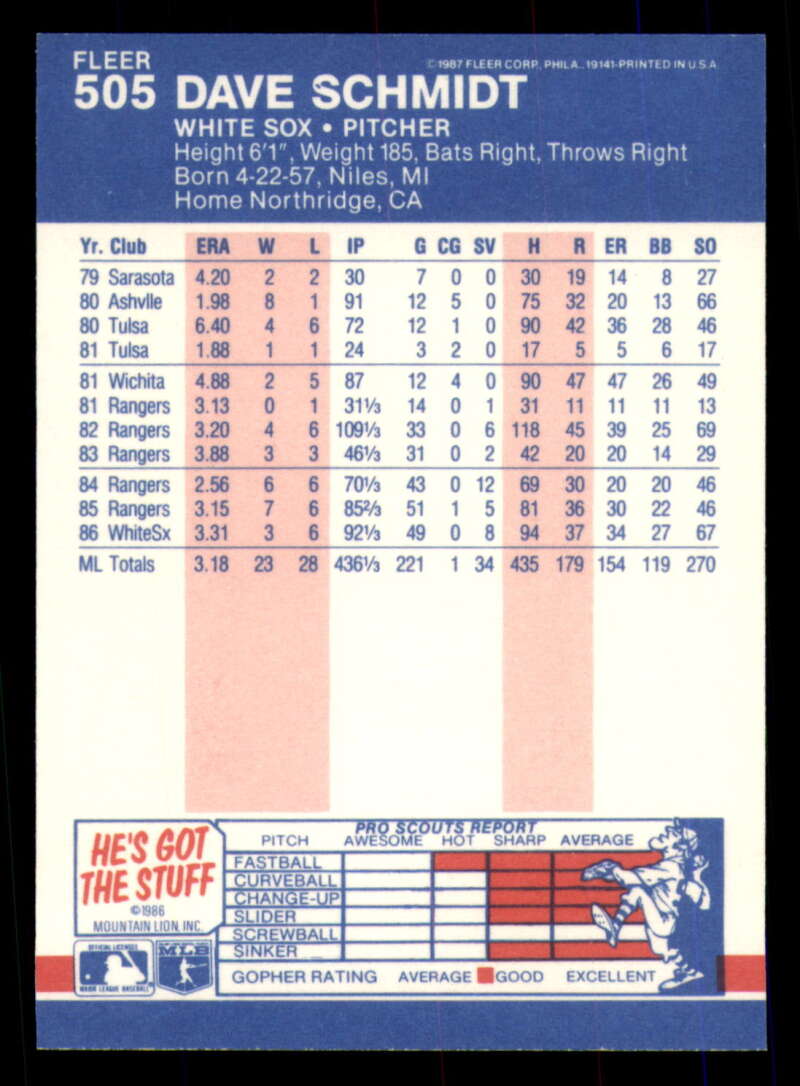 FLEER
©1987 FLEER CORP., PHILA., 19141-PRINTED IN U.S.A.
505 DAVE SCHMIDT
WHITE SOX • PITCHER
Height 6'1", Weight 185, Bats Right, Throws Right
Born 4-22-57, Niles, MI
Home Northridge, CA
Yr. Club ERA W L IP G CG SV H R ER BB SO
79 Sarasota 4.20 2 2 30 7 0 0 30 19 14 8 27
80 Ashvlle 1.98 8 1 91 12 5 0 75 32 20 13 66
80 Tulsa 6.40 4 6 72 12 1 0 90 42 36 28 46
81 Tulsa 1.88 1 1 24 3 2 0 17 5 5 6 17
81 Wichita 4.88 2 5 87 12 4 0 90 47 47 26 49
81 Rangers 3.13 0 1 31⅓ 14 0 1 31 11 11 11 13
82 Rangers 3.20 4 6 109⅓ 33 0 6 118 45 39 25 69
83 Rangers 3.88 3 3 46⅓ 31 0 2 42 20 20 14 29
84 Rangers 2.56 6 6 70⅓ 43 0 12 69 30 20 20 46
85 Rangers 3.15 7 6 85⅔ 51 1 5 81 36 30 22 46
86 WhiteSx 3.31 3 6 92⅓ 49 0 8 94 37 34 27 67
ML Totals 3.18 23 28 436⅓ 221 1 34 435 179 154 119 270
HE'S GOT
THE STUFF
©1986
MOUNTAIN LION, INC.
OFFICIAL LICENSEE
MAJOR LEAGUE BASEBALL
MLB
PRO SCOUTS REPORT
PITCH AWESOME HOT SHARP AVERAGE
FASTBALL
CURVEBALL
CHANGE-UP
SLIDER
SCREWBALL
SINKER
GOPHER RATING AVERAGE GOOD EXCELLENT